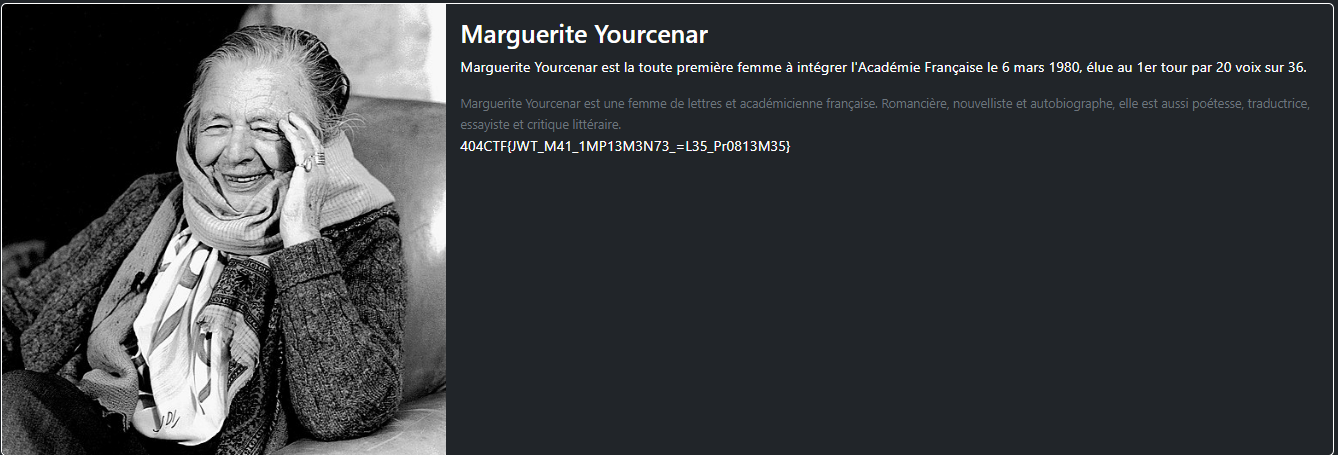 Marguerite Yourcenar
Marguerite Yourcenar est la toute première femme à intégrer l'Académie Française le 6 mars 1980, élue au 1er tour par 20 voix sur 36.
Marguerite Yourcenar est une femme de lettres et académicienne française. Romancière, nouvelliste et autobiographe, elle est aussi poétesse, traductrice,
essayiste et critique littéraire.
404CTF{JWT_M41_1MP13M3N73_=L35_Pr0813M35}